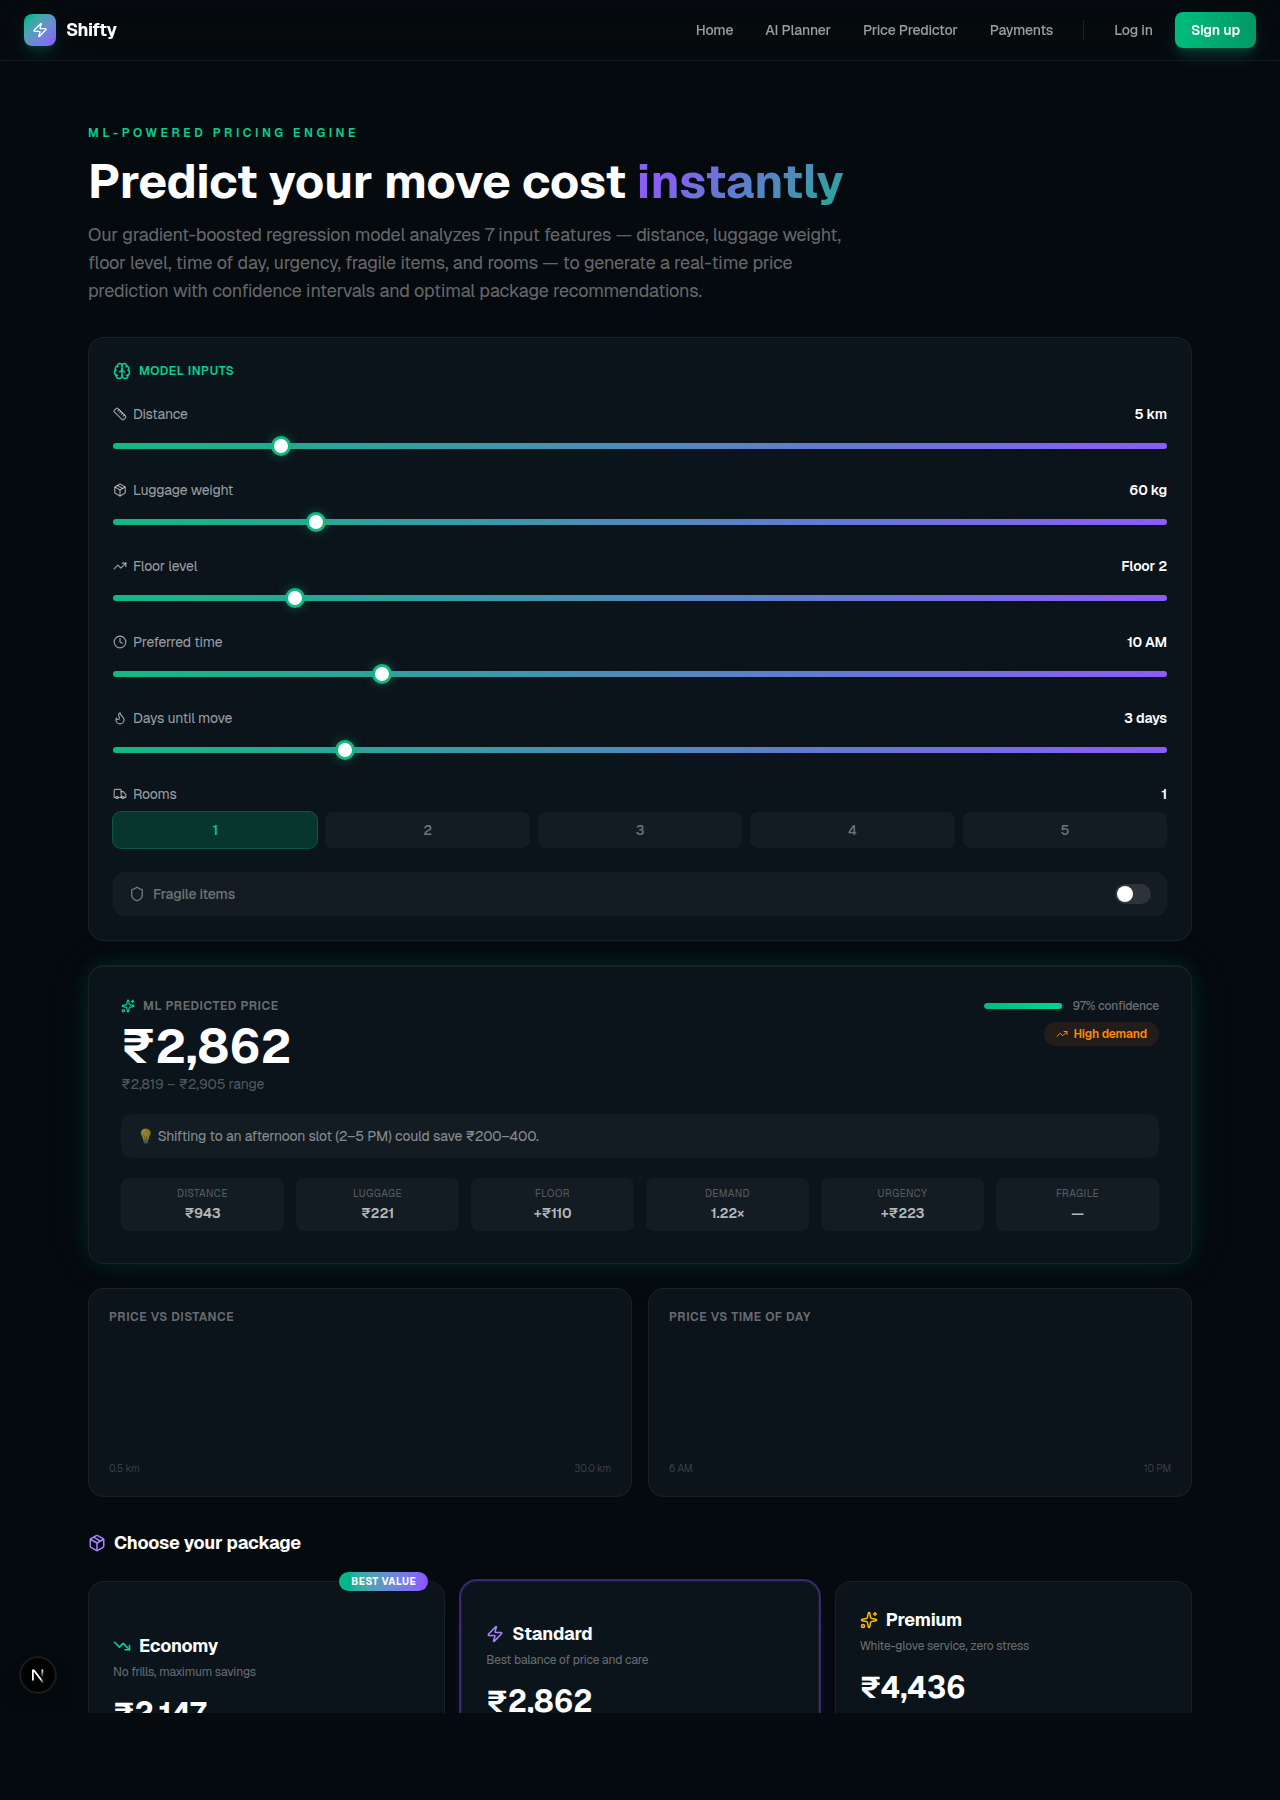 Shifty
Home
AI Planner
Price Predictor
Payments
Log in
Sign up
ML-POWERED PRICING ENGINE
Predict your move cost instantly
Our gradient-boosted regression model analyzes 7 input features — distance, luggage weight,
floor level, time of day, urgency, fragile items, and rooms — to generate a real-time price
prediction with confidence intervals and optimal package recommendations.
MODEL INPUTS
Distance
5 km
Luggage weight
60 kg
Floor level
Floor 2
Preferred time
10 AM
Days until move
3 days
Rooms
1
1
2
3
4
5
Fragile items
ML PREDICTED PRICE
97% confidence
₹2,862
High demand
₹2,819 – ₹2,905 range
💡 Shifting to an afternoon slot (2–5 PM) could save ₹200–400.
DISTANCE
₹943
LUGGAGE
₹221
FLOOR
+₹110
DEMAND
1.22×
URGENCY
+₹223
FRAGILE
—
PRICE VS DISTANCE
0.5 km
30.0 km
PRICE VS TIME OF DAY
6 AM
10 PM
Choose your package
BEST VALUE
Economy
No frills, maximum savings
₹2,147
Standard
Best balance of price and care
₹2,862
Premium
White-glove service, zero stress
₹4,436
N